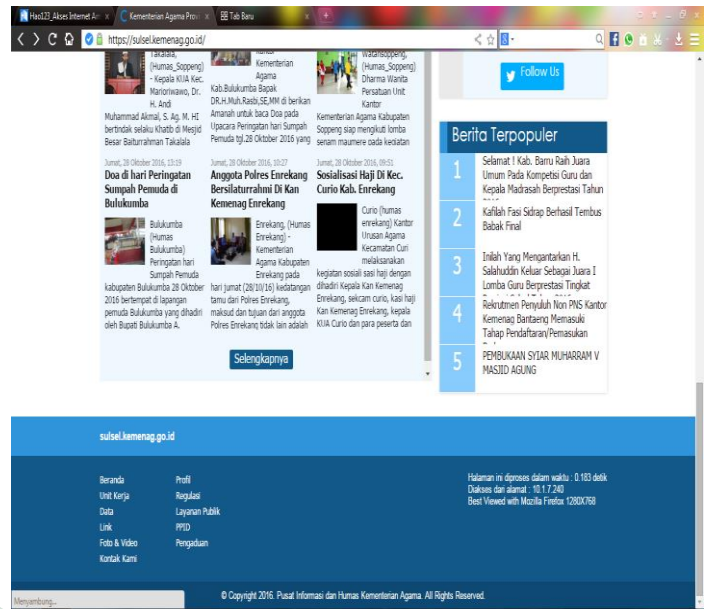 Hao123_Akses Internet Am
Kementerian Agama Provi
Tab Baru
https://sulsel.kemenag.go.id/
Takalala,
(Humas_Soppeng)
- Kepala KUA Kec.
Marioriwawo, Dr.
H. Andi
Muhammad Akmal, S. Ag. M. HI
bertindak selaku Khatib di Mesjid
Besar Baiturrahman Takalala
Kantor
Kementerian
Agama
Kab.Bulukumba Bapak
DR.H.Muh.Rasbi,SE,MM di berikan
Amanah untuk baca Doa pada
Upacara Peringatan hari Sumpah
Pemuda tgl.28 Oktober 2016 yang
Watansoppeng,
(Humas_Soppeng)
Dharma Wanita
Persatuan Unit
Kantor
Kementerian Agama Kabupaten
Soppeng siap mengikuti lomba
senam maumere pada kegiatan
Jumat, 28 Oktober 2016, 13:19
Doa di hari Peringatan
Sumpah Pemuda di
Bulukumba
Bulukumba
(Humas
Bulukumba)
Peringatan hari
Sumpah Pemuda
kabupaten Bulukumba 28 Oktober
2016 bertempat di lapangan
pemuda Bulukumba yang dihadiri
oleh Bupati Bulukumba A.
Jumat, 28 Oktober 2016, 10:27
Anggota Polres Enrekang
Bersilaturrahmi Di Kan
Kemenag Enrekang
Enrekang, (Humas
Enrekang) -
Kementerian
Agama Kabupaten
Enrekang pada
hari jumat (28/10/16) kedatangan
tamu dari Polres Enrekang,
maksud dan tujuan dari anggota
Polres Enrekang tidak lain adalah
Jumat, 28 Oktober 2016, 09:51
Sosialisasi Haji Di Kec.
Curio Kab. Enrekang
Curio (humas
enrekang) Kantor
Urusan Agama
Kecamatan Curi
melaksanakan
kegiatan sosiali sasi haji dengan
dihadiri Kepala Kan Kemenag
Enrekang, sekcam curio, kasi haji
Kan Kemenag Enrekang, kepala
KUA Curio dan para peserta dan
Selengkapnya
Follow Us
Berita Terpopuler
1
Selamat ! Kab. Barru Raih Juara
Umum Pada Kompetisi Guru dan
Kepala Madrasah Berprestasi Tahun
2
Kafilah Fasi Sidrap Berhasil Tembus
Babak Final
3
Inilah Yang Mengantarkan H.
Salahuddin Keluar Sebagai Juara I
Lomba Guru Berprestasi Tingkat
4
Rekrutmen Penyuluh Non PNS Kantor
Kemenag Bantaeng Memasuki
Tahap Pendaftaran/Pemasukan
5
PEMBUKAAN SYIAR MUHARRAM V
MASJID AGUNG
sulsel.kemenag.go.id
Beranda
Unit Kerja
Data
Link
Foto & Video
Kontak Kami
Profil
Regulasi
Layanan Publik
PPID
Pengaduan
Halaman ini diproses dalam waktu : 0.183 detik
Diakses dari alamat : 10.1.7.240
Best Viewed with Mozilla Firefox 1280X768
© Copyright 2016. Pusat Informasi dan Humas Kementerian Agama. All Rights Reserved.
Menyambung...